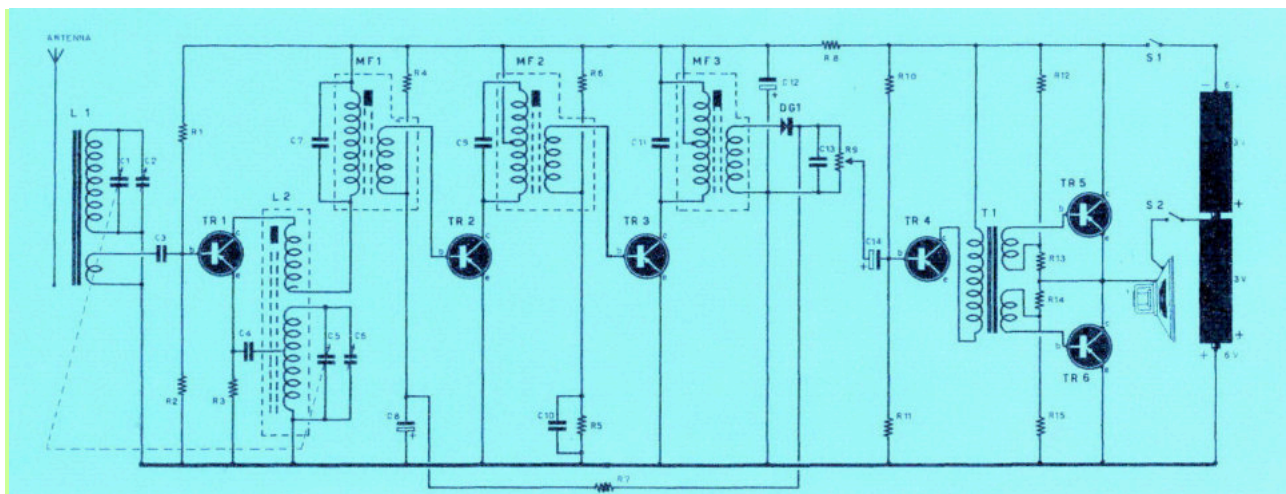 ANTENNA
L 1
C1
C2
C3
R1
R2
TR 1
b
c
e
R3
C4
L 2
C5
C6
C7
MF1
R4
C8
TR 2
b
c
e
C9
MF2
R6
C10
R5
TR 3
b
c
e
C11
MF3
C12
+
R 8
DG1
C13
R9
R7
C14
+
R10
R11
TR 4
b
c
e
T1
R12
R13
R14
R15
TR 5
b
c
e
TR 6
b
c
e
S1
S2
- 6V
3V
+
3V
+
+ 6V